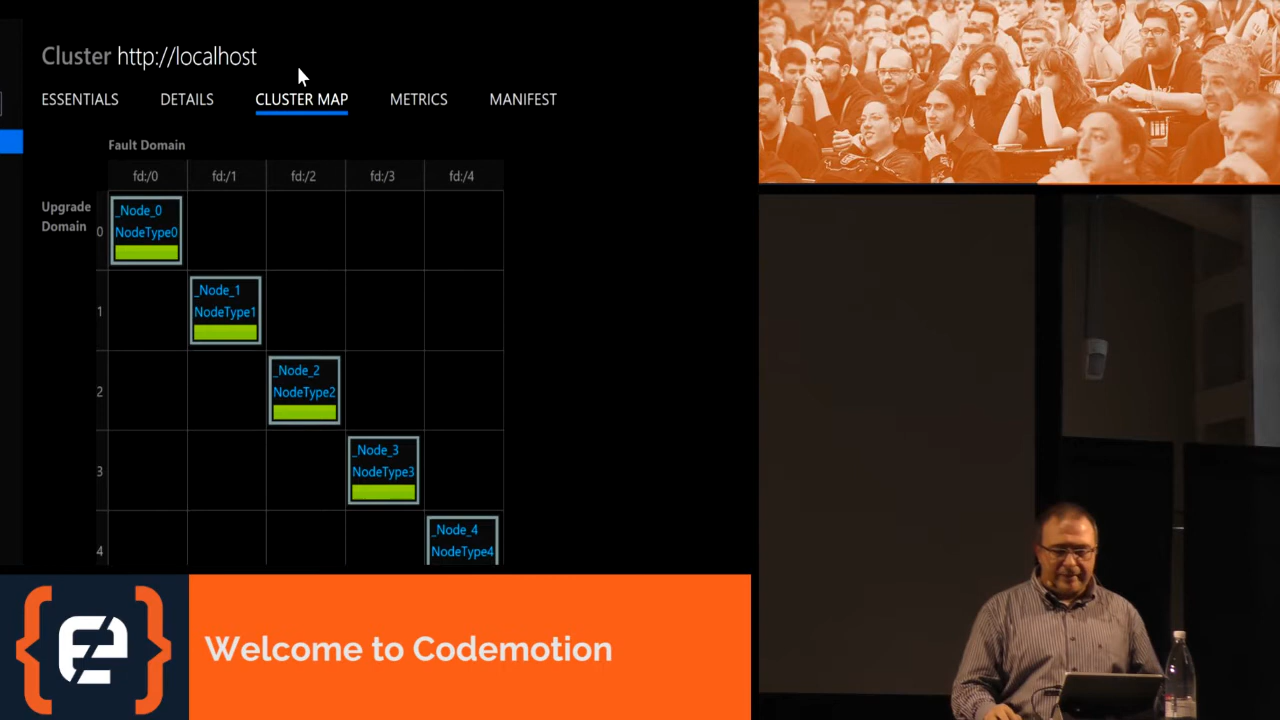 Cluster http://localhost
ESSENTIALS DETAILS CLUSTER MAP METRICS MANIFEST
Fault Domain
fd:/0 fd:/1 fd:/2 fd:/3 fd:/4
Upgrade
Domain
0
_Node_0
NodeType0
1
_Node_1
NodeType1
2
_Node_2
NodeType2
3
_Node_3
NodeType3
4
_Node_4
NodeType4
Welcome to Codemotion